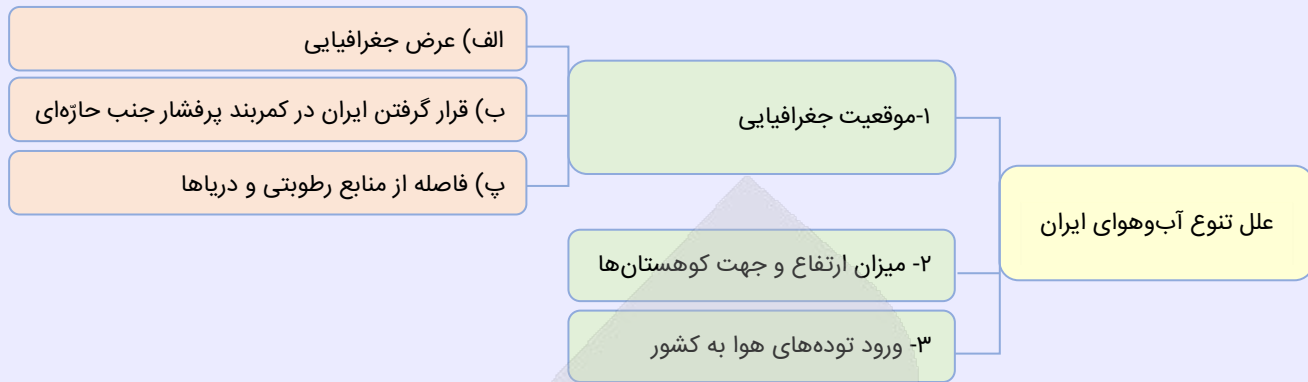 علل تنوع آب‌وهوای ایران
۱-موقعیت جغرافیایی
الف) عرض جغرافیایی
ب) قرار گرفتن ایران در کمربند پرفشار جنب حارّه‌ای
پ) فاصله از منابع رطوبتی و دریاها
۲- میزان ارتفاع و جهت کوهستان‌ها
۳- ورود توده‌های هوا به کشور